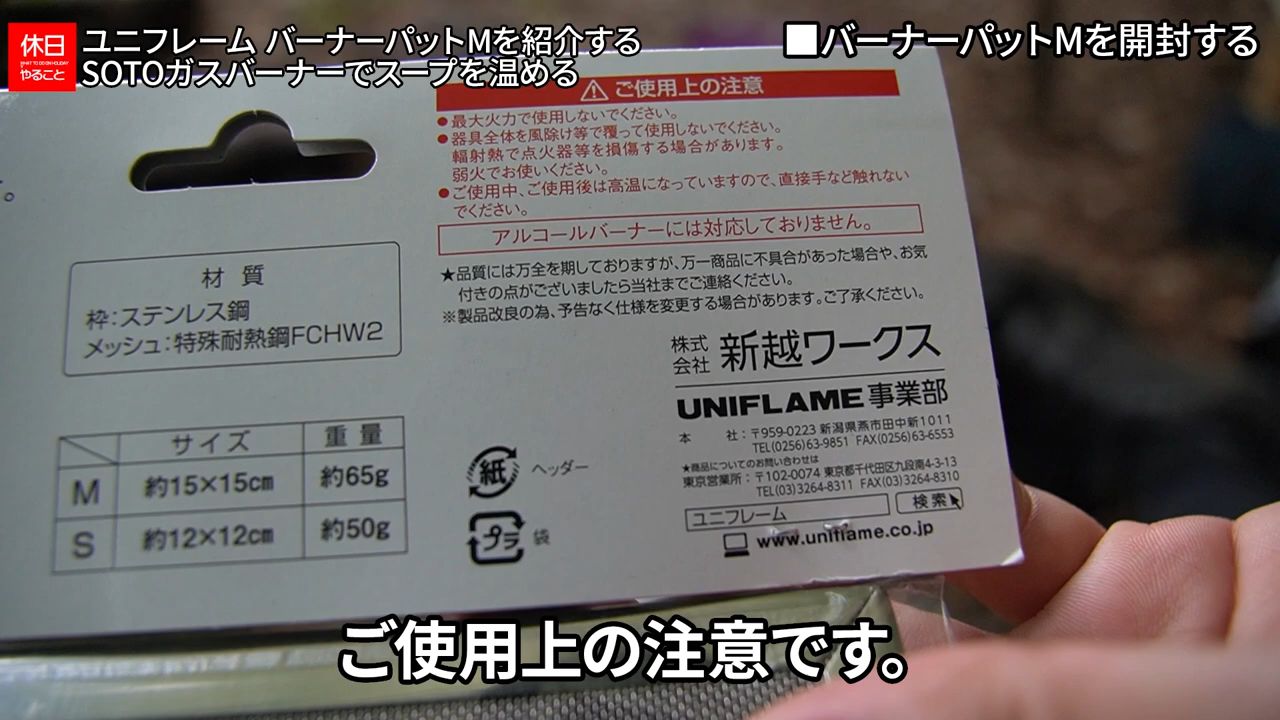 休日
WHAT TO DO ON HOLIDAY
やること
ユニフレーム バーナーパットMを紹介する
SOTOガスバーナーでスープを温める
■バーナーパットMを開封する
。
ご使用上の注意
●最大火力で使用しないでください。
●器具全体を風除け等で覆って使用しないでください。
輻射熱で点火器等を損傷する場合があります。
弱火でお使いください。
●ご使用中、ご使用後は高温になっていますので、直接手など触れない
でください。
アルコールバーナーには対応しておりません。
★品質には万全を期しておりますが、万一商品に不具合があった場合や、お気
付きの点がございましたら当社までご連絡ください。
※製品改良の為、予告なく仕様を変更する場合があります。ご了承ください。
材質
枠:ステンレス鋼
メッシュ:特殊耐熱鋼FCHW2
サイズ 重量
M 約15×15cm 約65g
S 約12×12cm 約50g
紙 ヘッダー
プラ 袋
株式会社 新越ワークス
UNIFLAME事業部
本 社:〒959-0223 新潟県燕市田中新1011
TEL(0256)63-9851 FAX(0256)63-6553
★商品についてのお問い合わせは
東京営業所:〒102-0074 東京都千代田区九段南4-3-13
TEL(03)3264-8311 FAX(03)3264-8310
ユニフレーム 検索
www.uniflame.co.jp
ご使用上の注意です。